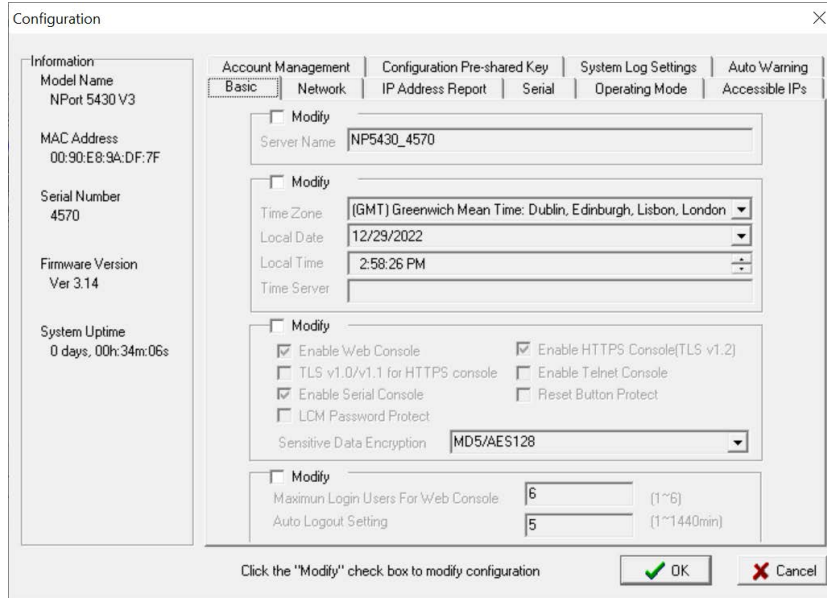 Configuration
Information
Model Name
NPort 5430 V3
MAC Address
00:90:E8:9A:DF:7F
Serial Number
4570
Firmware Version
Ver 3.14
System Uptime
0 days, 00h:34m:06s
Account Management Configuration Pre-shared Key System Log Settings Auto Warning
Basic Network IP Address Report Serial Operating Mode Accessible IPs
Modify
Server Name NP5430_4570
Modify
Time Zone (GMT) Greenwich Mean Time: Dublin, Edinburgh, Lisbon, London
Local Date 12/29/2022
Local Time 2:58:26 PM
Time Server
Modify
Enable Web Console Enable HTTPS Console(TLS v1.2)
TLS v1.0/v1.1 for HTTPS console Enable Telnet Console
Enable Serial Console Reset Button Protect
LCM Password Protect
Sensitive Data Encryption MD5/AES128
Modify
Maximun Login Users For Web Console 6 (1~6)
Auto Logout Setting 5 (1~1440min)
Click the "Modify" check box to modify configuration OK Cancel